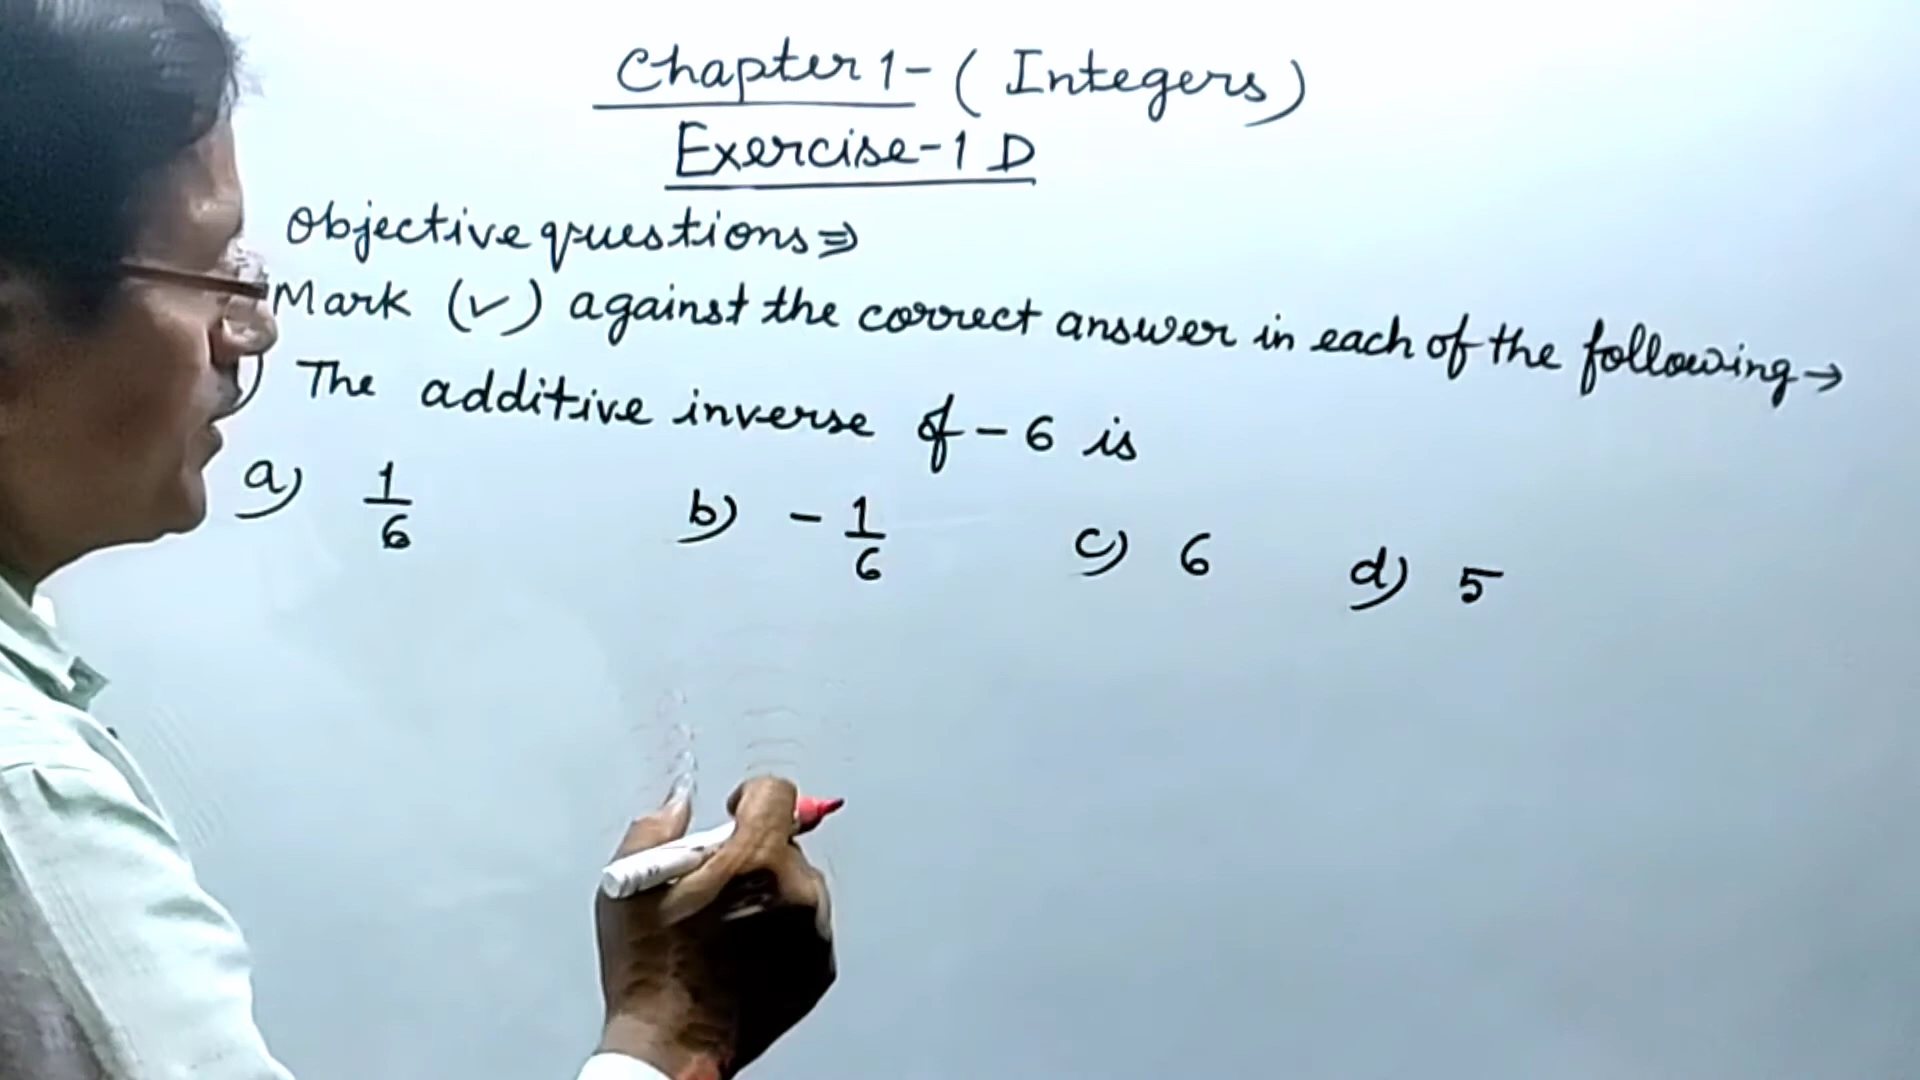 Chapter 1- ( Integers )
Exercise-1 D
Objective questions ⇒
Mark (✓) against the correct answer in each of the following →
) The additive inverse of - 6 is
a) 1/6 b) - 1/6 c) 6 d) 5